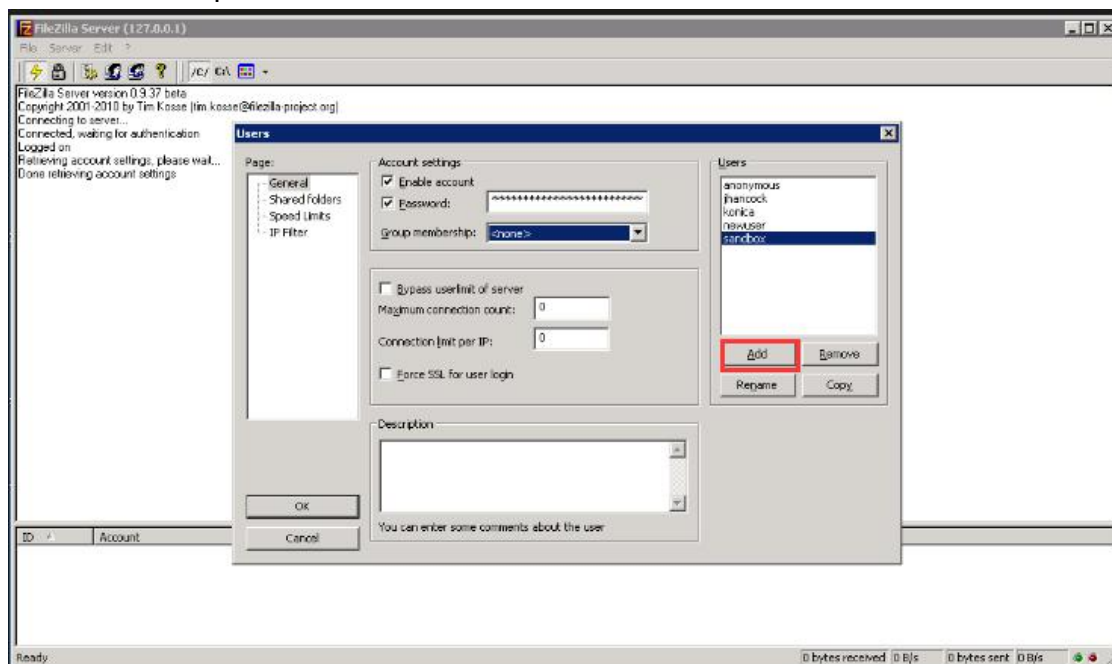 FileZilla Server (127.0.0.1)
File Server Edit ?
/C/ C:\
FileZilla Server version 0.9.37 beta
Copyright 2001-2010 by Tim Kosse (tim.kosse@filezilla-project.org)
Connecting to server...
Connected, waiting for authentication
Logged on
Retrieving account settings, please wait...
Done retrieving account settings
Users
Page:
General
Shared folders
Speed Limits
IP Filter
OK
Cancel
Account settings
Enable account
Password: **************************
Group membership: <none>
Bypass userlimit of server
Maximum connection count: 0
Connection limit per IP: 0
Force SSL for user login
Description
You can enter some comments about the user
Users
anonymous
jhancock
konica
newuser
sandbox
Add Remove
Rename Copy
ID / Account
Ready 0 bytes received 0 B/s 0 bytes sent 0 B/s